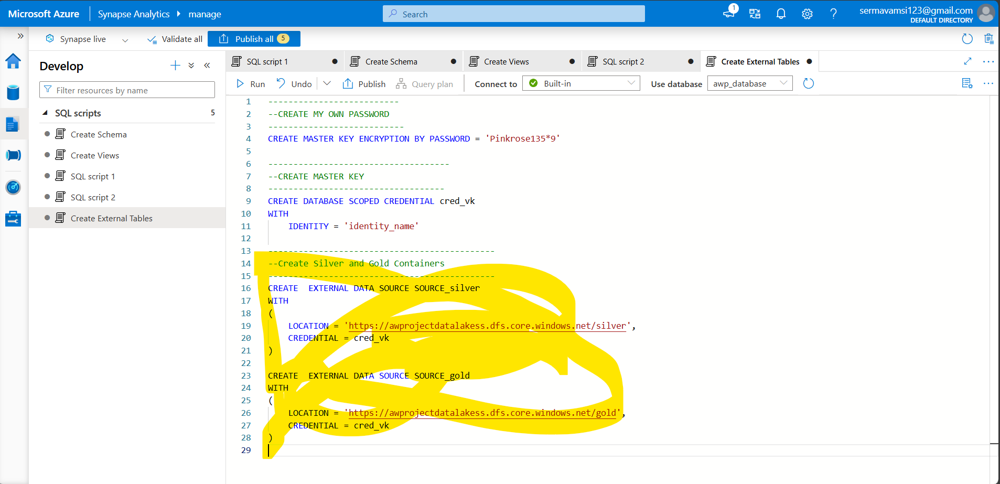 Microsoft Azure
Synapse Analytics
manage
Search
1
sermavamsi123@gmail.com
DEFAULT DIRECTORY
Synapse live
Validate all
Publish all
5
Develop
Filter resources by name
SQL scripts
5
Create Schema
Create Views
SQL script 1
SQL script 2
Create External Tables
SQL script 1
Create Schema
Create Views
SQL script 2
Create External Tables
Run
Undo
Publish
Query plan
Connect to
Built-in
Use database
awp_database
1 --------------------------
2 --CREATE MY OWN PASSWORD
3 ---------------------------
4 CREATE MASTER KEY ENCRYPTION BY PASSWORD = 'Pinkrose135*9'
5
6 ------------------------------------
7 --CREATE MASTER KEY
8 -----------------------------------
9 CREATE DATABASE SCOPED CREDENTIAL cred_vk
10 WITH
11 IDENTITY = 'identity_name'
12
13 ---------------------------------------------
14 --Create Silver and Gold Containers
15 ---------------------------------------------
16 CREATE  EXTERNAL DATA SOURCE SOURCE_silver
17 WITH
18 (
19 LOCATION = 'https://awprojectdatalakess.dfs.core.windows.net/silver',
20 CREDENTIAL = cred_vk
21 )
22
23 CREATE  EXTERNAL DATA SOURCE SOURCE_gold
24 WITH
25 (
26 LOCATION = 'https://awprojectdatalakess.dfs.core.windows.net/gold',
27 CREDENTIAL = cred_vk
28 )
29